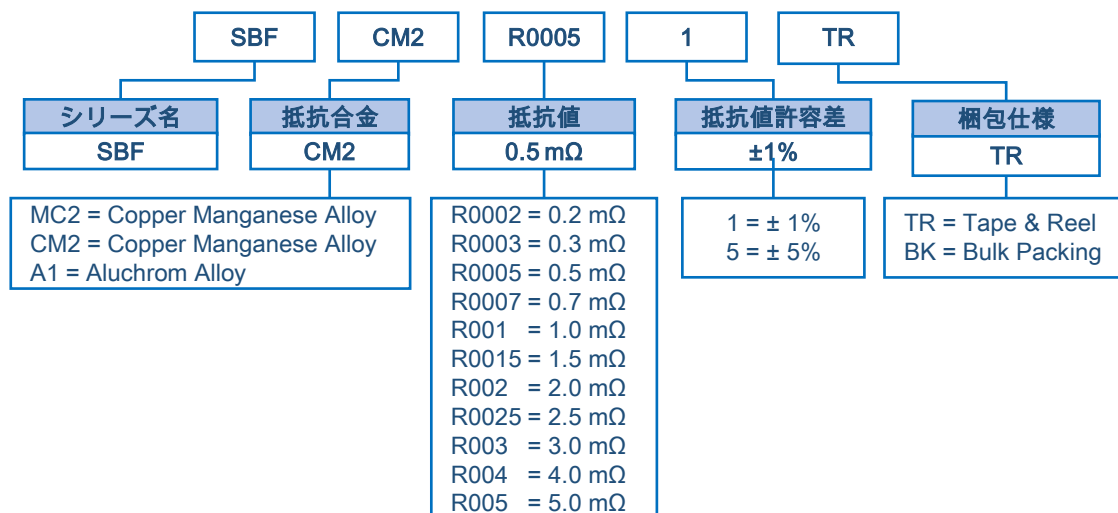 SBF CM2 R0005 1 TR
シリーズ名 抵抗合金 抵抗値 抵抗値許容差 梱包仕様
SBF CM2 0.5 mΩ ±1% TR
MC2 = Copper Manganese Alloy
CM2 = Copper Manganese Alloy
A1 = Aluchrom Alloy
R0002 = 0.2 mΩ
R0003 = 0.3 mΩ
R0005 = 0.5 mΩ
R0007 = 0.7 mΩ
R001 = 1.0 mΩ
R0015 = 1.5 mΩ
R002 = 2.0 mΩ
R0025 = 2.5 mΩ
R003 = 3.0 mΩ
R004 = 4.0 mΩ
R005 = 5.0 mΩ
1 = ± 1%
5 = ± 5%
TR = Tape & Reel
BK = Bulk Packing